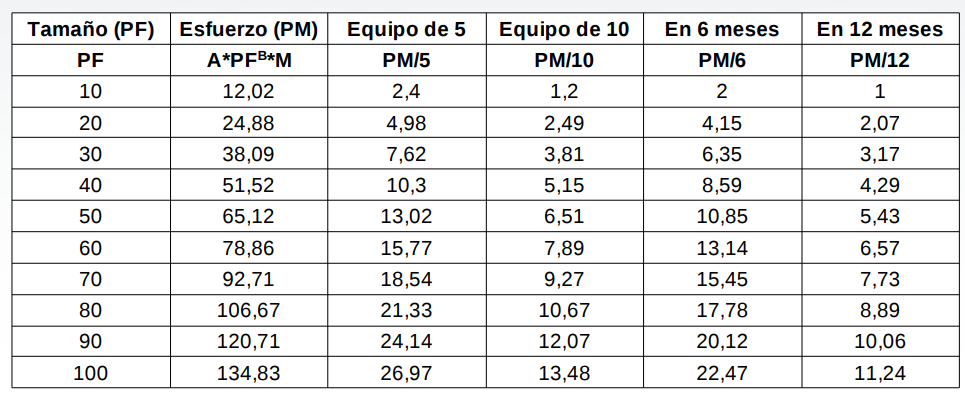 Tamaño (PF) Esfuerzo (PM) Equipo de 5 Equipo de 10 En 6 meses En 12 meses
PF A*PFᴮ*M PM/5 PM/10 PM/6 PM/12
10 12,02 2,4 1,2 2 1
20 24,88 4,98 2,49 4,15 2,07
30 38,09 7,62 3,81 6,35 3,17
40 51,52 10,3 5,15 8,59 4,29
50 65,12 13,02 6,51 10,85 5,43
60 78,86 15,77 7,89 13,14 6,57
70 92,71 18,54 9,27 15,45 7,73
80 106,67 21,33 10,67 17,78 8,89
90 120,71 24,14 12,07 20,12 10,06
100 134,83 26,97 13,48 22,47 11,24